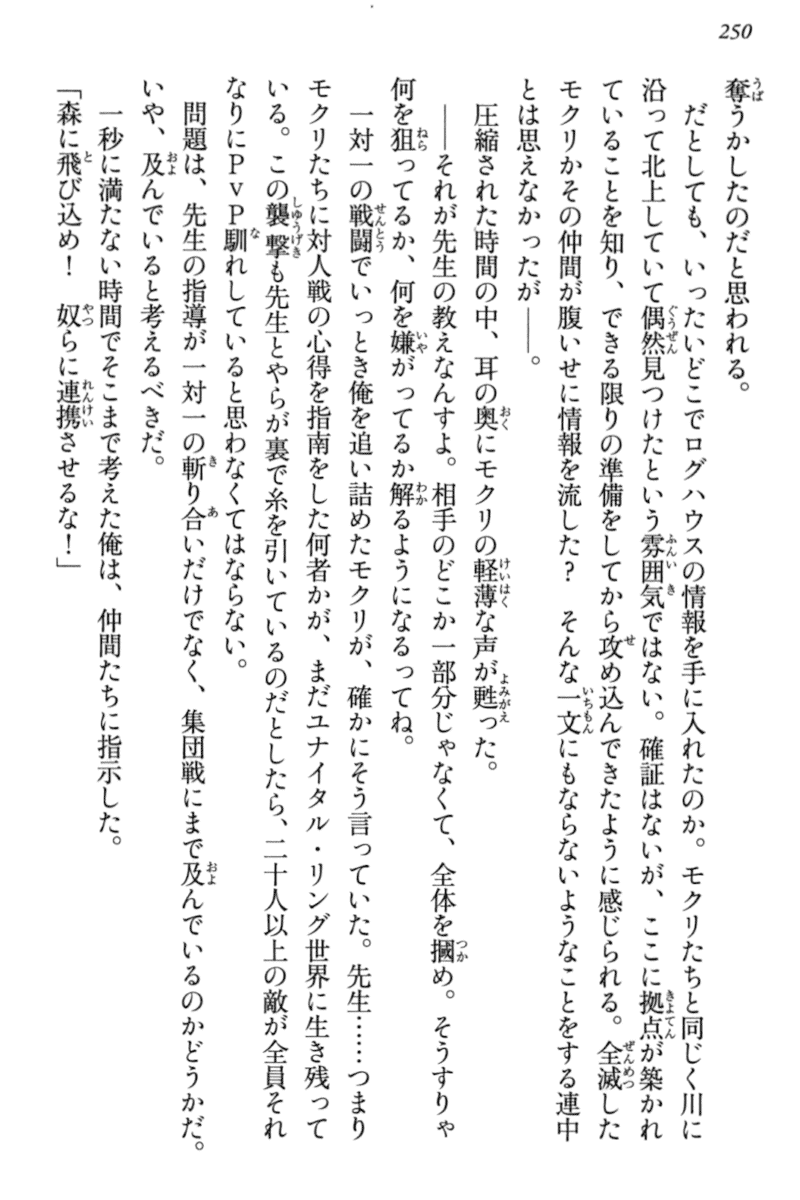 250
奪うかしたのだと思われる。
　だとしても、いったいどこでログハウスの情報を手に入れたのか。モクリたちと同じく川に
沿って北上していて偶然見つけたという雰囲気ではない。確証はないが、ここに拠点が築かれ
ていることを知り、できる限りの準備をしてから攻め込んできたように感じられる。全滅した
モクリかその仲間が腹いせに情報を流した？　そんな一文にもならないようなことをする連中
とは思えなかったが――。
　圧縮された時間の中、耳の奥にモクリの軽薄な声が甦った。
　――それが先生の教えなんすよ。相手のどこか一部分じゃなくて、全体を摑め。そうすりゃ
何を狙ってるか、何を嫌がってるか解るようになるってね。
　一対一の戦闘でいっとき俺を追い詰めたモクリが、確かにそう言っていた。先生……つまり
モクリたちに対人戦の心得を指南をした何者かが、まだユナイタル・リング世界に生き残って
いる。この襲撃も先生とやらが裏で糸を引いているのだとしたら、二十人以上の敵が全員それ
なりにＰｖＰ馴れしていると思わなくてはならない。
　問題は、先生の指導が一対一の斬り合いだけでなく、集団戦にまで及んでいるのかどうかだ。
いや、及んでいると考えるべきだ。
　一秒に満たない時間でそこまで考えた俺は、仲間たちに指示した。
「森に飛び込め！　奴らに連携させるな！」